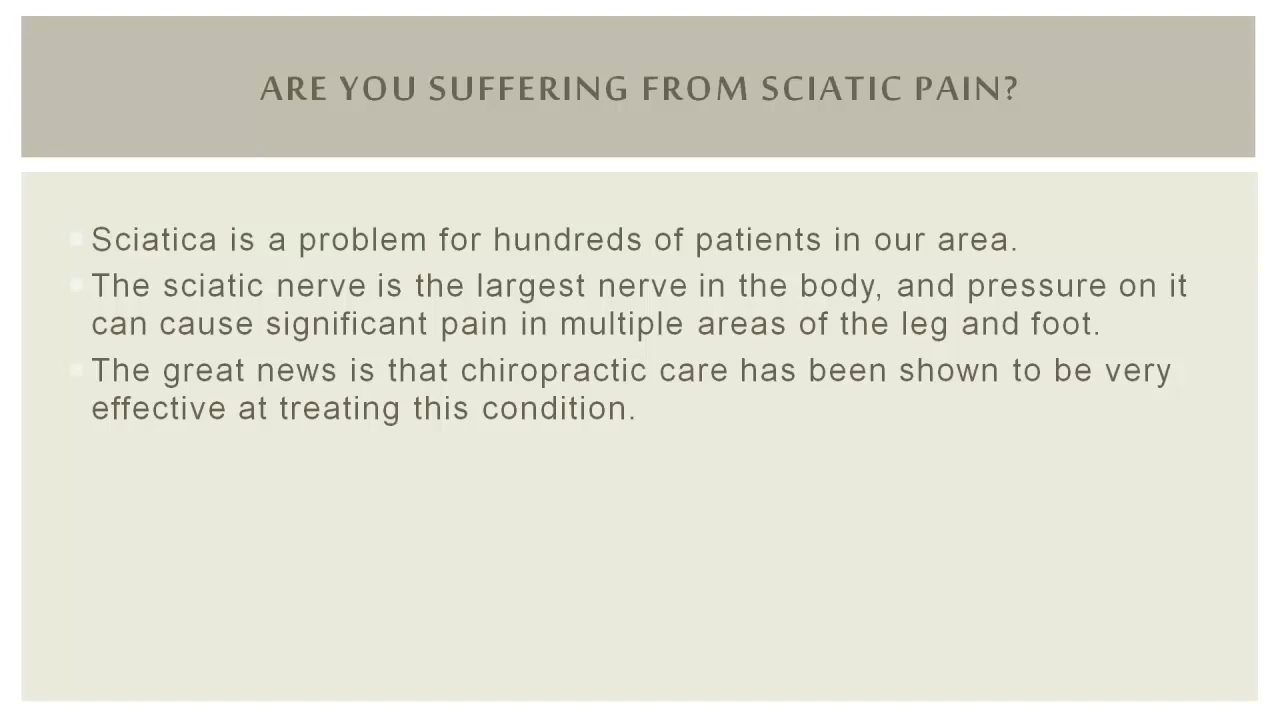 ARE YOU SUFFERING FROM SCIATIC PAIN?
Sciatica is a problem for hundreds of patients in our area.
The sciatic nerve is the largest nerve in the body, and pressure on it
can cause significant pain in multiple areas of the leg and foot.
The great news is that chiropractic care has been shown to be very
effective at treating this condition.